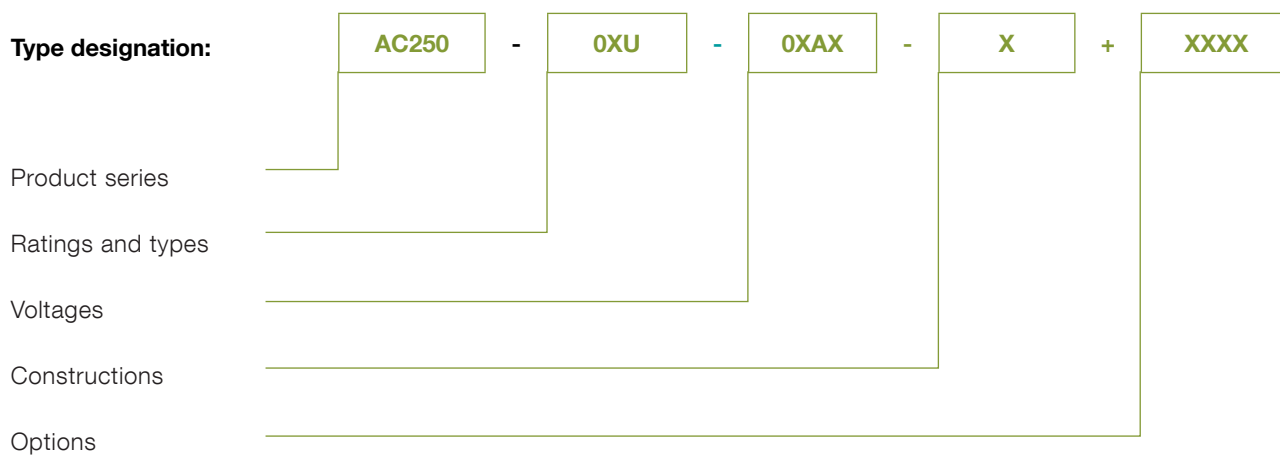 Type designation: AC250 - 0XU - 0XAX - X + XXXX
Product series
Ratings and types
Voltages
Constructions
Options